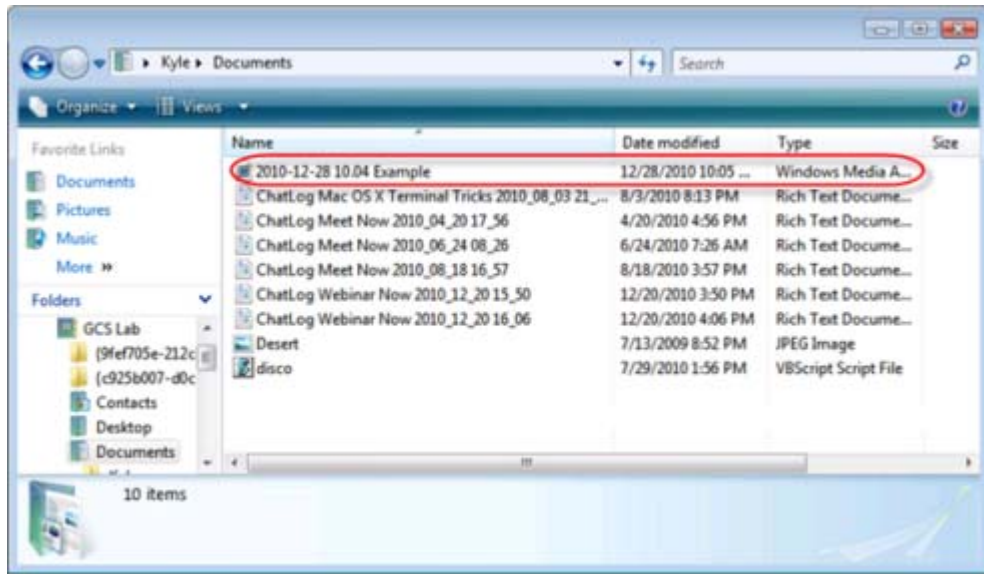 Kyle Documents Search
Organize Views
Favorite Links Name Date modified Type Size
2010-12-28 10.04 Example 12/28/2010 10:05 ... Windows Media A...
Documents ChatLog Mac OS X Terminal Tricks 2010_08_03 21_... 8/3/2010 8:13 PM Rich Text Docume...
Pictures ChatLog Meet Now 2010_04_20 17_56 4/20/2010 4:56 PM Rich Text Docume...
Music ChatLog Meet Now 2010_06_24 08_26 6/24/2010 7:26 AM Rich Text Docume...
More » ChatLog Meet Now 2010_08_18 16_57 8/18/2010 3:57 PM Rich Text Docume...
Folders ChatLog Webinar Now 2010_12_20 15_50 12/20/2010 3:50 PM Rich Text Docume...
GCS Lab ChatLog Webinar Now 2010_12_20 16_06 12/20/2010 4:06 PM Rich Text Docume...
{9fef705e-212c Desert 7/13/2009 8:52 PM JPEG Image
{c925b007-d0c disco 7/29/2010 1:56 PM VBScript Script File
Contacts
Desktop
Documents
10 items